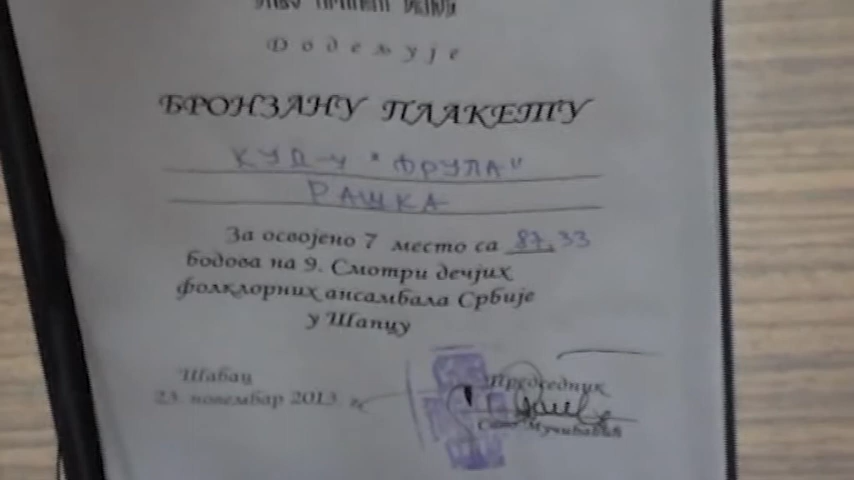 Додељује
БРОНЗАНУ ПЛАКЕТУ
КУД-У "ФРУЛА"
РАШКА
За освојено 7 место са 87,33
бодова на 9. Смотри дечјих
фолклорних ансамбала Србије
у Шапцу
Шабац
23. новембар 2013. г.
Председник